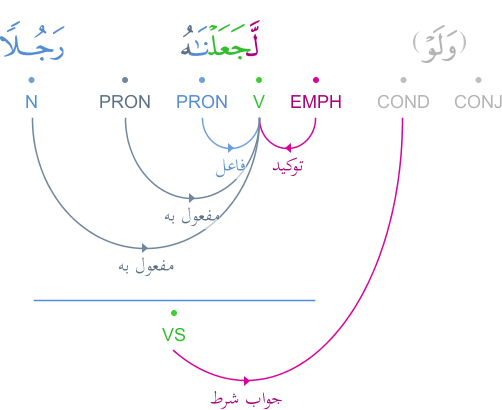 (وَلَوْ) لَّجَعَلْنَٰهُ رَجُلًا
CONJ COND EMPH V PRON PRON N
توكيد فاعل
مفعول به
مفعول به
VS
جواب شرط